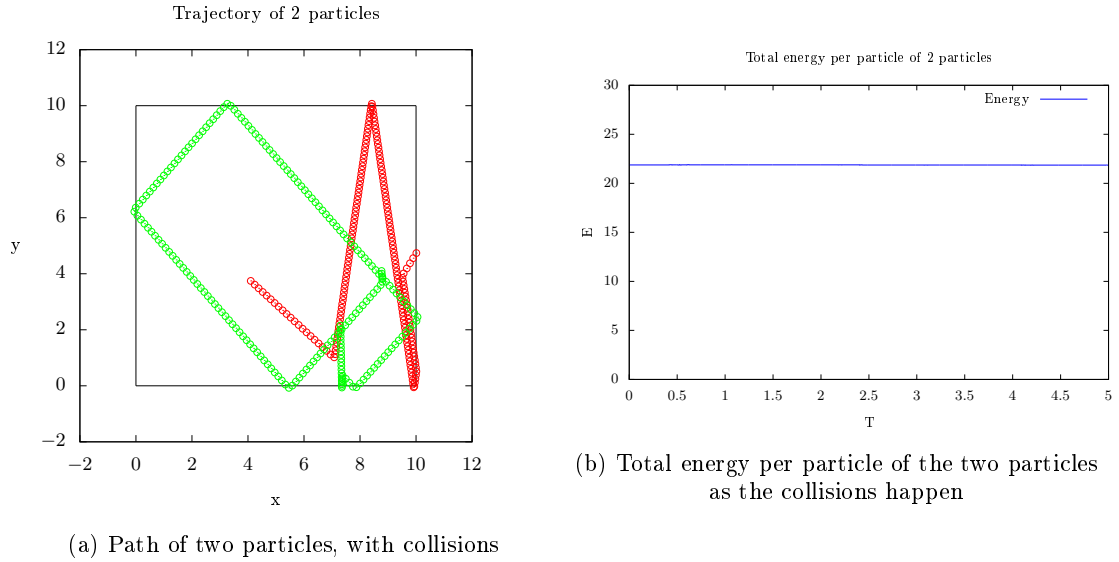 Trajectory of 2 particles
12
10
8
6
4
2
0
−2
y
−2 0 2 4 6 8 10 12
x
(a) Path of two particles, with collisions
Total energy per particle of 2 particles
30
25
20
15
10
5
0
E
Energy
0 0.5 1 1.5 2 2.5 3 3.5 4 4.5 5
T
(b) Total energy per particle of the two particles
as the collisions happen